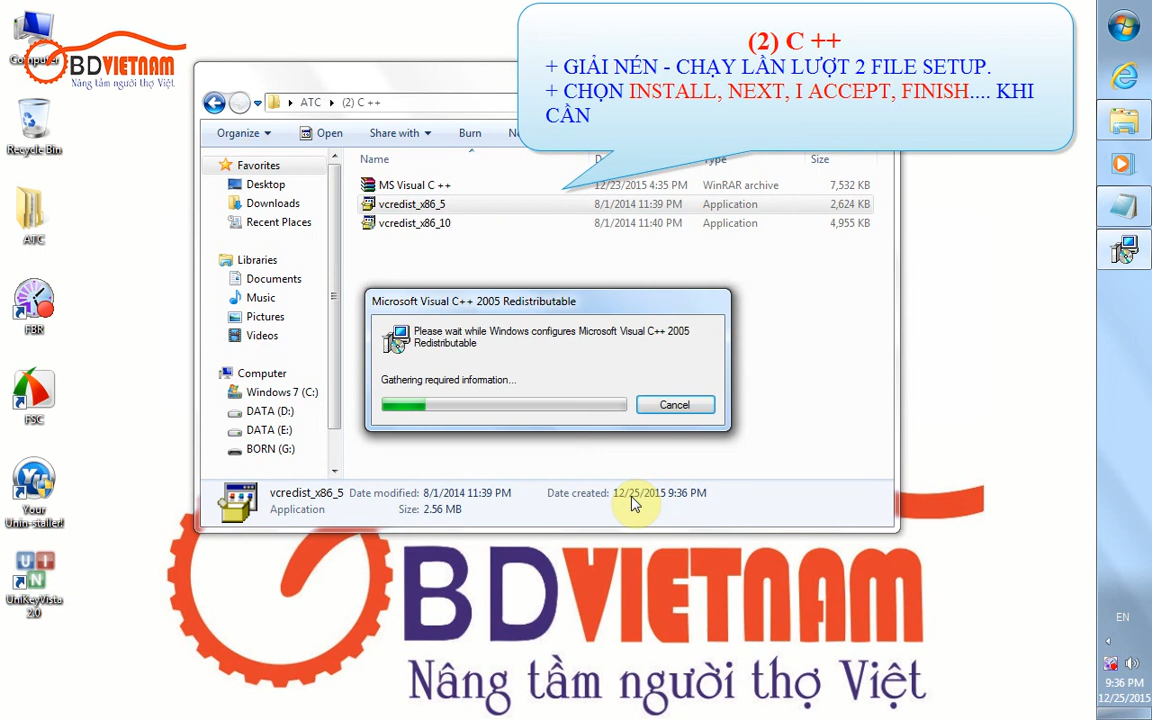 (2) C ++
+ GIẢI NÉN - CHẠY LẦN LƯỢT 2 FILE SETUP.
+ CHỌN INSTALL, NEXT, I ACCEPT, FINISH.... KHI
CẦN
Computer
BDVIETNAM
Nâng tầm người thợ Việt
Recycle Bin
ATC
FBR
FSC
Your
Unin-staller!
UniKeyVista
2.0
ATC
(2) C ++
Organize
Open
Share with
Burn
Name
Type
Size
Favorites
Desktop
Downloads
Recent Places
Libraries
Documents
Music
Pictures
Videos
Computer
Windows 7 (C:)
DATA (D:)
DATA (E:)
BORN (G:)
MS Visual C ++ 12/23/2015 4:35 PM WinRAR archive 7,532 KB
vcredist_x86_5 8/1/2014 11:39 PM Application 2,624 KB
vcredist_x86_10 8/1/2014 11:40 PM Application 4,955 KB
Microsoft Visual C++ 2005 Redistributable
Please wait while Windows configures Microsoft Visual C++ 2005
Redistributable
Gathering required information...
Cancel
vcredist_x86_5 Date modified: 8/1/2014 11:39 PM Date created: 12/25/2015 9:36 PM
Application Size: 2.56 MB
BDVIETNAM
Nâng tầm người thợ Việt
EN
9:36 PM
12/25/2015